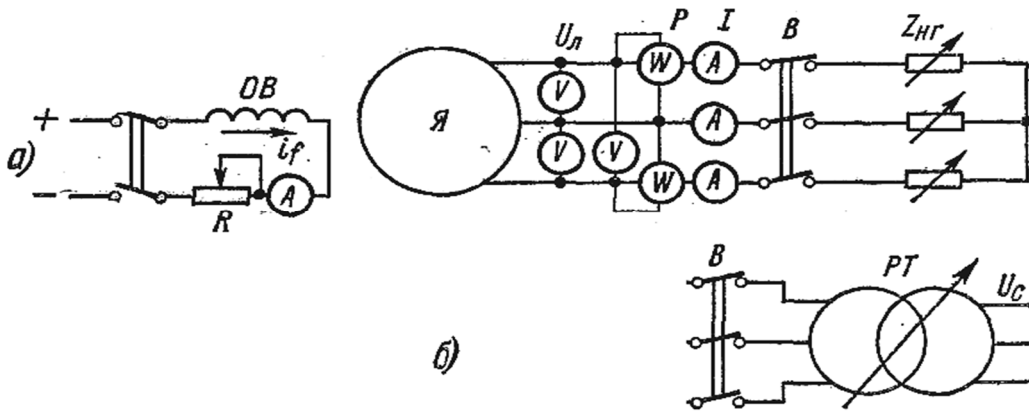 U_л P I B Z_НГ
W A
+ ОВ V Я A
а) i_f V V
– R A W A
B РТ U_С
б)